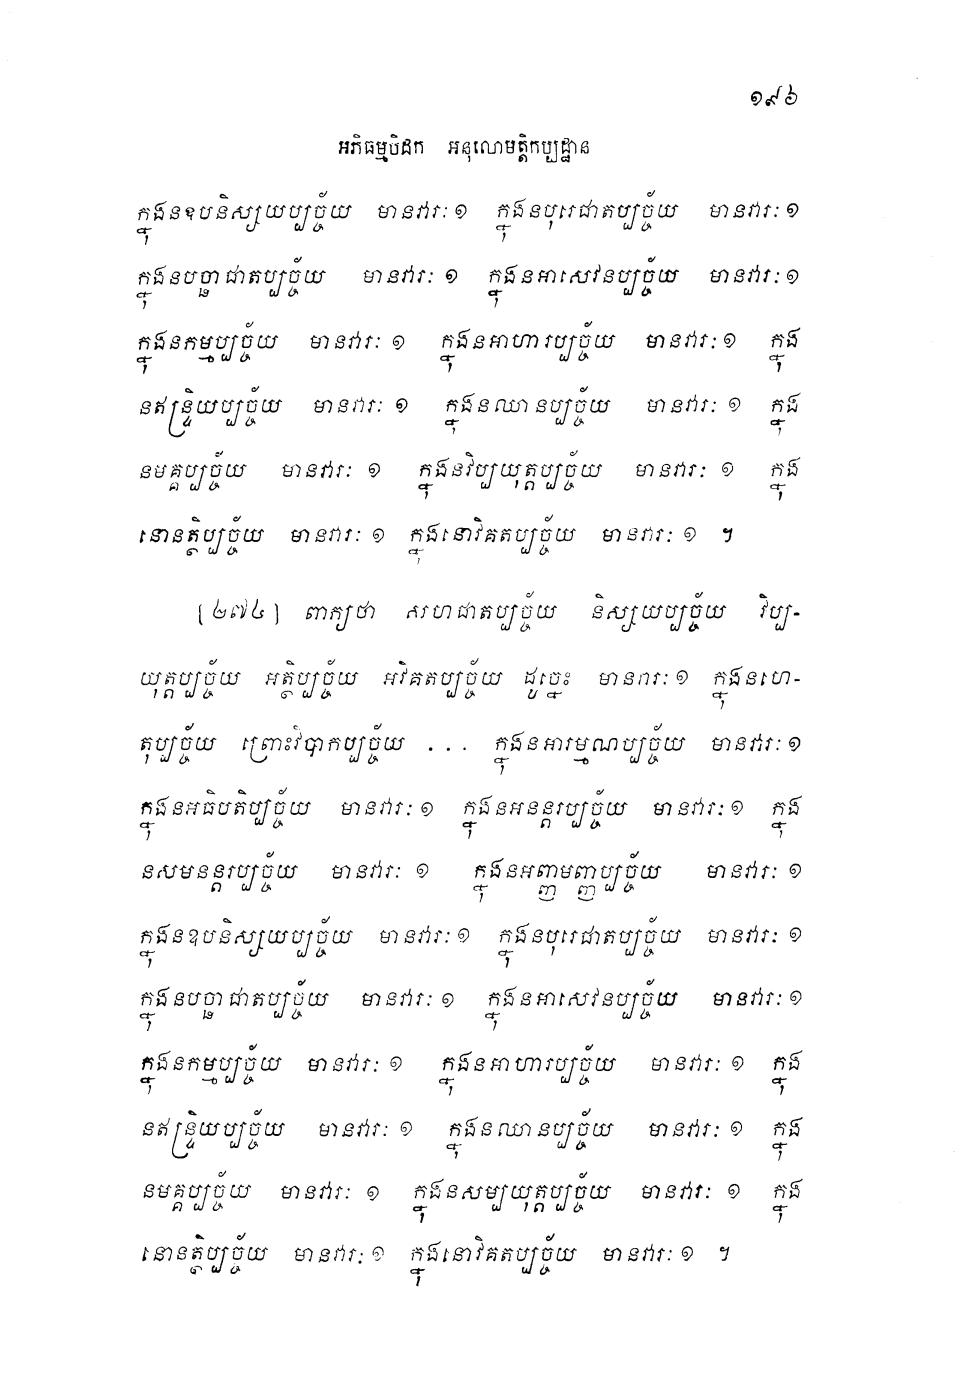 ១៩៦
អភិធម្មបិដក អនុលោមត្តិកប្បដ្ឋាន
ក្នុងនឧបនិស្សយប្បច្ច័យ មានវារៈ ១ ក្នុងនបុរេជាតប្បច្ច័យ មានវារៈ ១
ក្នុងនបច្ឆាជាតប្បច្ច័យ មានវារៈ ១ ក្នុងនអាសេវនប្បច្ច័យ មានវារៈ ១
ក្នុងនកម្មប្បច្ច័យ មានវារៈ ១ ក្នុងនអាហារប្បច្ច័យ មានវារៈ ១ ក្នុង
នឥន្ទ្រិយប្បច្ច័យ មានវារៈ ១ ក្នុងនឈានប្បច្ច័យ មានវារៈ ១ ក្នុង
នមគ្គប្បច្ច័យ មានវារៈ ១ ក្នុងនវិប្បយុត្តប្បច្ច័យ មានវារៈ ១ ក្នុង
នោនត្ថិប្បច្ច័យ មានវារៈ ១ ក្នុងនោវិគតប្បច្ច័យ មានវារៈ ១ ។
[២៧៤] ពាក្យថា សហជាតប្បច្ច័យ និស្សយប្បច្ច័យ វិប្ប-
យុត្តប្បច្ច័យ អត្ថិប្បច្ច័យ អវិគតប្បច្ច័យ ដូច្នេះ មានវារៈ ១ ក្នុងនហេ-
តុប្បច្ច័យ ព្រោះវិបាកប្បច្ច័យ ... ក្នុងនអារម្មណប្បច្ច័យ មានវារៈ ១
ក្នុងនអធិបតិប្បច្ច័យ មានវារៈ ១ ក្នុងនអនន្តរប្បច្ច័យ មានវារៈ ១ ក្នុង
នសមនន្តរប្បច្ច័យ មានវារៈ ១ ក្នុងនអញ្ញមញ្ញប្បច្ច័យ មានវារៈ ១
ក្នុងនឧបនិស្សយប្បច្ច័យ មានវារៈ ១ ក្នុងនបុរេជាតប្បច្ច័យ មានវារៈ ១
ក្នុងនបច្ឆាជាតប្បច្ច័យ មានវារៈ ១ ក្នុងនអាសេវនប្បច្ច័យ មានវារៈ ១
ក្នុងនកម្មប្បច្ច័យ មានវារៈ ១ ក្នុងនអាហារប្បច្ច័យ មានវារៈ ១ ក្នុង
នឥន្ទ្រិយប្បច្ច័យ មានវារៈ ១ ក្នុងនឈានប្បច្ច័យ មានវារៈ ១ ក្នុង
នមគ្គប្បច្ច័យ មានវារៈ ១ ក្នុងនសម្បយុត្តប្បច្ច័យ មានវារៈ ១ ក្នុង
នោនត្ថិប្បច្ច័យ មានវារៈ ១ ក្នុងនោវិគតប្បច្ច័យ មានវារៈ ១ ។